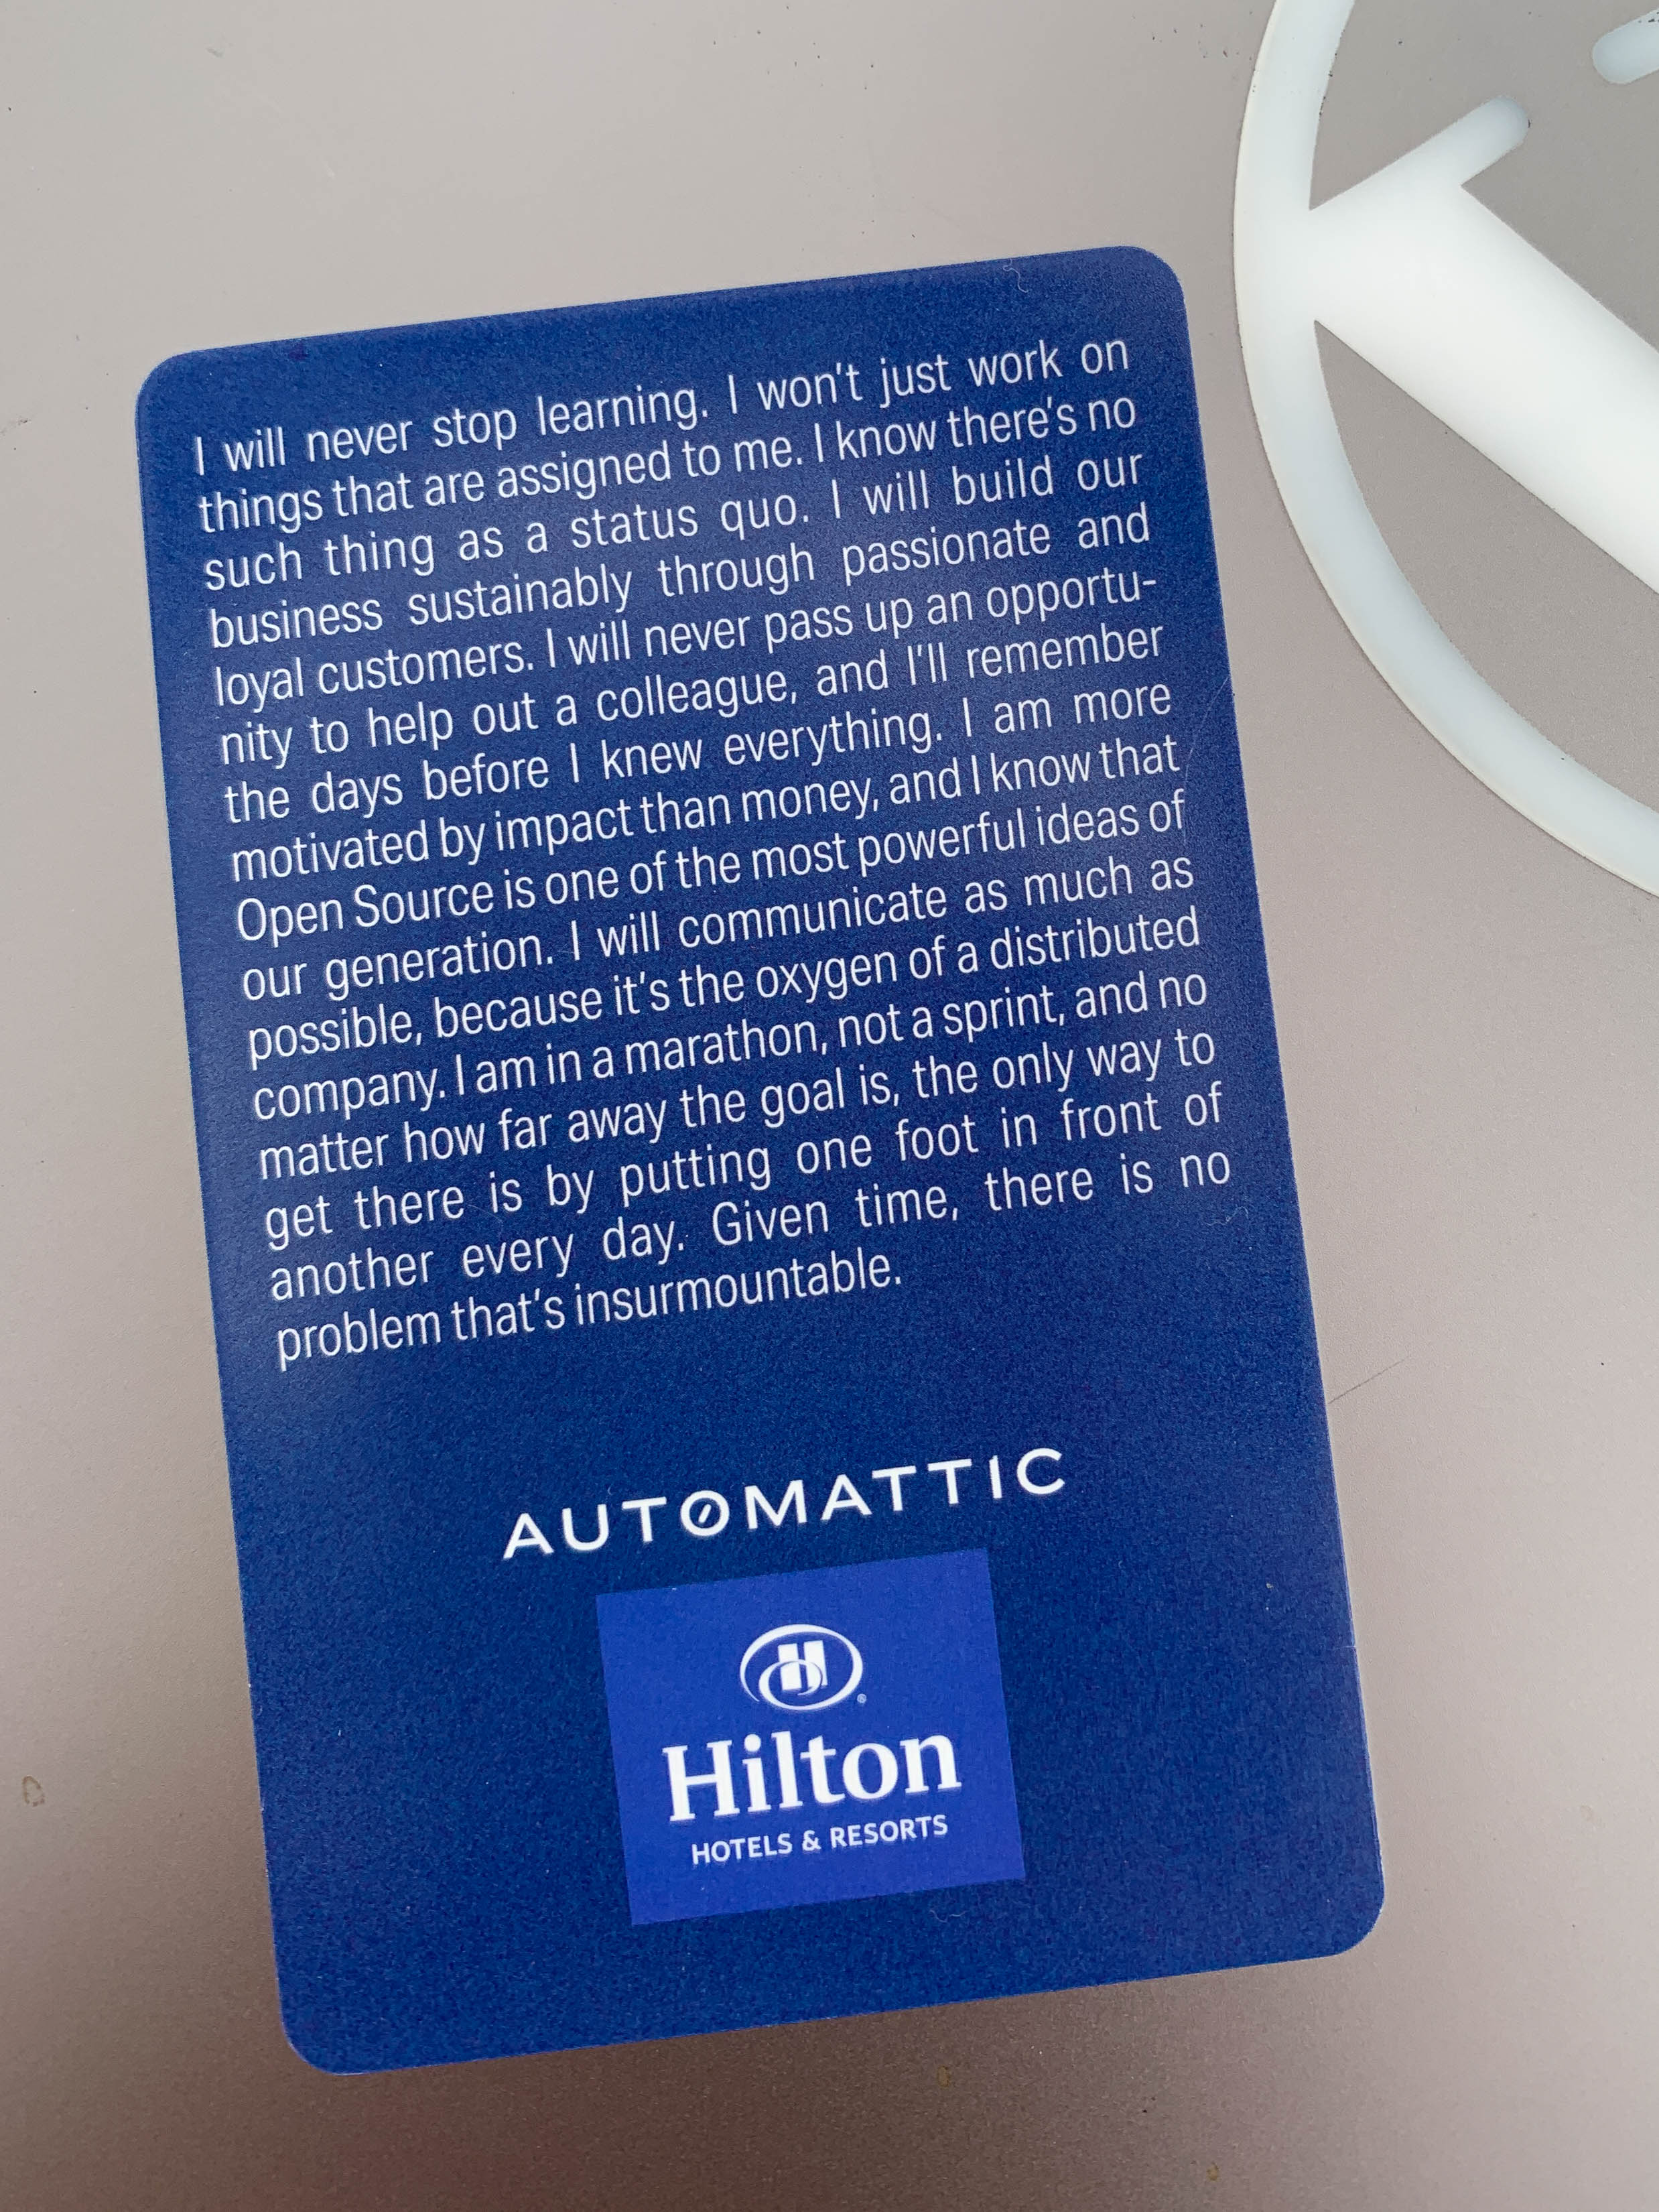 I will never stop learning. I won't just work on
things that are assigned to me. I know there's no
such thing as a status quo. I will build our
business sustainably through passionate and
loyal customers. I will never pass up an opportu-
nity to help out a colleague, and I'll remember
the days before I knew everything. I am more
motivated by impact than money, and I know that
Open Source is one of the most powerful ideas of
our generation. I will communicate as much as
possible, because it's the oxygen of a distributed
company. I am in a marathon, not a sprint, and no
matter how far away the goal is, the only way to
get there is by putting one foot in front of
another every day. Given time, there is no
problem that's insurmountable.
AUTOMATTIC
H
®
Hilton
HOTELS & RESORTS